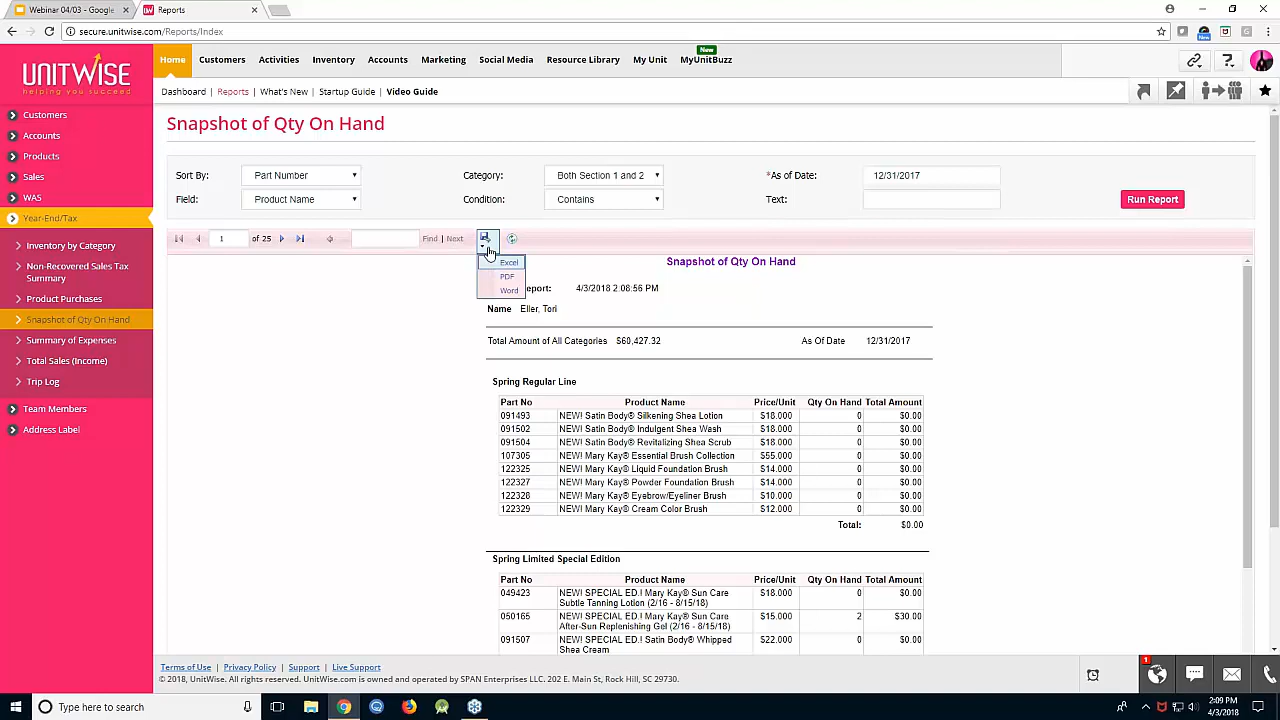 Webinar 04/03 - Google
Reports
secure.unitwise.com/Reports/Index
New
UNITWISE
helping you succeed
Home Customers Activities Inventory Accounts Marketing Social Media Resource Library My Unit MyUnitBuzz New
Dashboard Reports What's New Startup Guide Video Guide
Customers
Accounts
Products
Sales
WAS
Year-End/Tax
Inventory by Category
Non-Recovered Sales Tax
Summary
Product Purchases
Snapshot of Qty On Hand
Summary of Expenses
Total Sales (Income)
Trip Log
Team Members
Address Label
Snapshot of Qty On Hand
Sort By: Part Number Category: Both Section 1 and 2 *As of Date: 12/31/2017
Field: Product Name Condition: Contains Text: Run Report
1 of 25 Find | Next
Excel
PDF
Word
Snapshot of Qty On Hand
Report: 4/3/2018 2:08:56 PM
Name Eller, Tori
Total Amount of All Categories $60,427.32 As Of Date 12/31/2017
Spring Regular Line
Part No Product Name Price/Unit Qty On Hand Total Amount
091493 NEW! Satin Body® Silkening Shea Lotion $18.000 0 $0.00
091502 NEW! Satin Body® Indulgent Shea Wash $18.000 0 $0.00
091504 NEW! Satin Body® Revitalizing Shea Scrub $18.000 0 $0.00
107305 NEW! Mary Kay® Essential Brush Collection $55.000 0 $0.00
122325 NEW! Mary Kay® Liquid Foundation Brush $14.000 0 $0.00
122327 NEW! Mary Kay® Powder Foundation Brush $14.000 0 $0.00
122328 NEW! Mary Kay® Eyebrow/Eyeliner Brush $10.000 0 $0.00
122329 NEW! Mary Kay® Cream Color Brush $12.000 0 $0.00
Total: $0.00
Spring Limited Special Edition
Part No Product Name Price/Unit Qty On Hand Total Amount
049423 NEW! SPECIAL ED.! Mary Kay® Sun Care $18.000 0 $0.00
Subtle Tanning Lotion (2/16 - 8/15/18)
050165 NEW! SPECIAL ED.! Mary Kay® Sun Care $15.000 2 $30.00
After-Sun Replenishing Gel (2/16 - 8/15/18)
091507 NEW! SPECIAL ED.! Satin Body® Whipped $22.000 0 $0.00
Shea Cream
Terms of Use | Privacy Policy | Support | Live Support
© 2018, UnitWise. All rights reserved. UnitWise.com is owned and operated by SPAN Enterprises LLC. 202 E. Main St, Rock Hill, SC 29730.
1
Type here to search
2:09 PM
4/3/2018